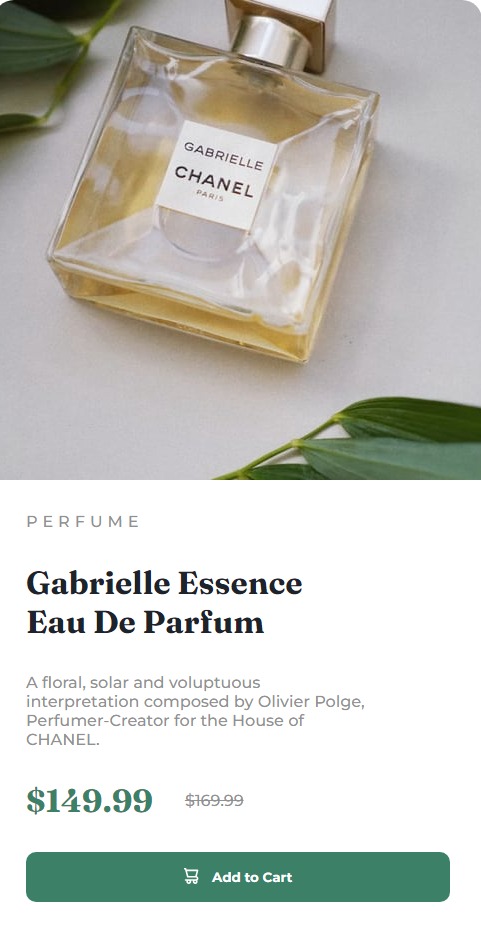 GABRIELLE
CHANEL
PARIS
PERFUME
Gabrielle Essence
Eau De Parfum
A floral, solar and voluptuous
interpretation composed by Olivier Polge,
Perfumer-Creator for the House of
CHANEL.
$149.99 $169.99
Add to Cart